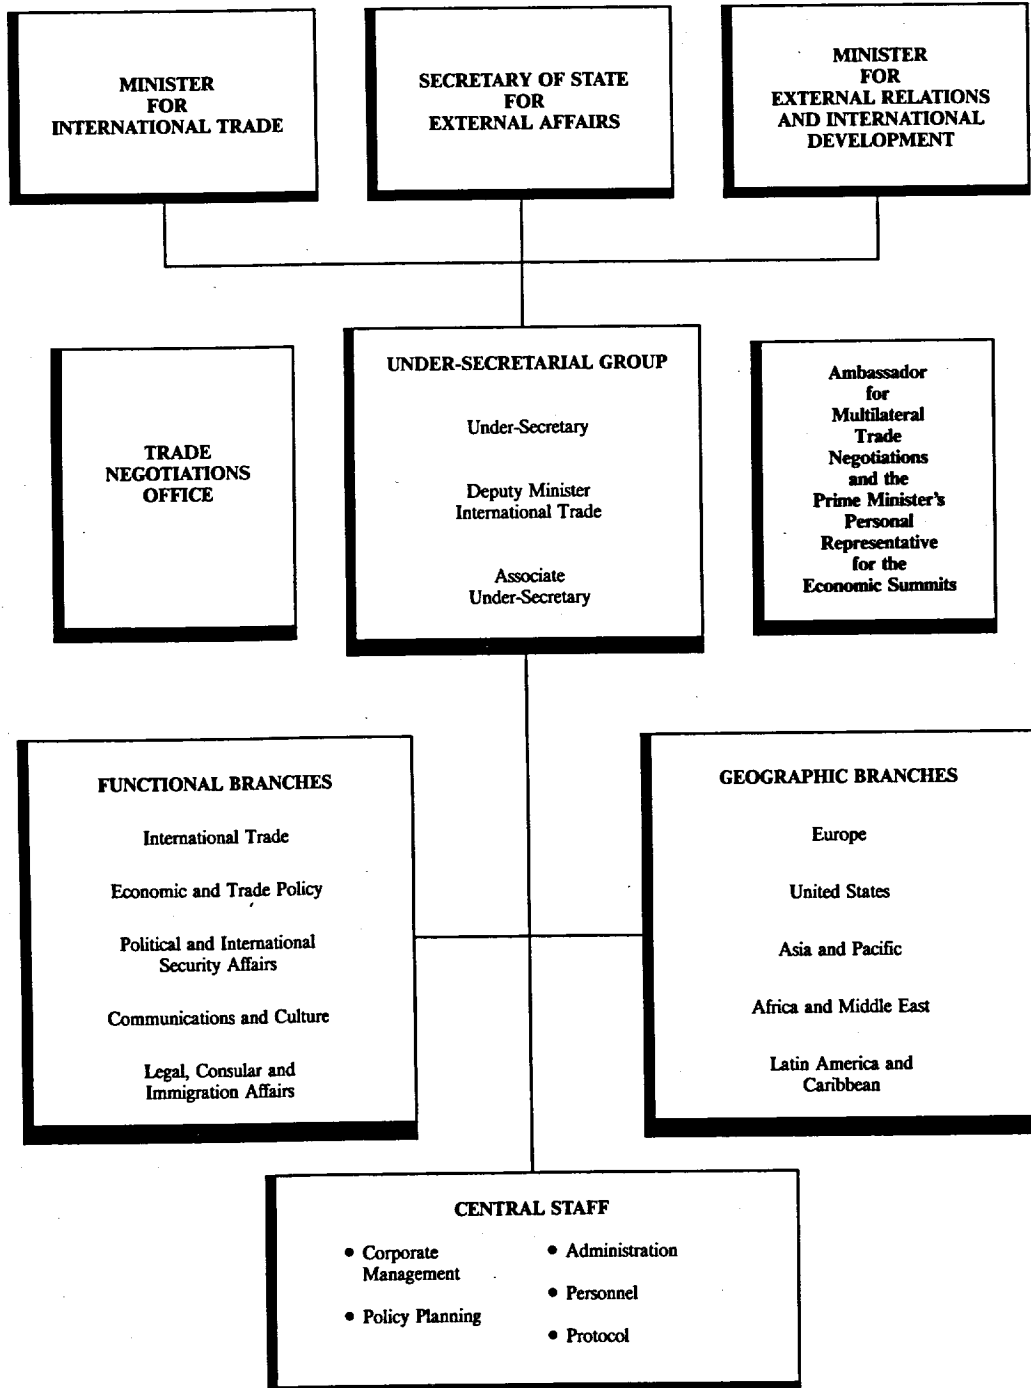 MINISTER
FOR
INTERNATIONAL TRADE
SECRETARY OF STATE
FOR
EXTERNAL AFFAIRS
MINISTER
FOR
EXTERNAL RELATIONS
AND INTERNATIONAL
DEVELOPMENT
TRADE
NEGOTIATIONS
OFFICE
UNDER-SECRETARIAL GROUP
Under-Secretary
Deputy Minister
International Trade
Associate
Under-Secretary
Ambassador
for
Multilateral
Trade
Negotiations
and the
Prime Minister's
Personal
Representative
for the
Economic Summits
FUNCTIONAL BRANCHES
International Trade
Economic and Trade Policy
Political and International
Security Affairs
Communications and Culture
Legal, Consular and
Immigration Affairs
GEOGRAPHIC BRANCHES
Europe
United States
Asia and Pacific
Africa and Middle East
Latin America and
Caribbean
CENTRAL STAFF
• Corporate
Management
• Policy Planning
• Administration
• Personnel
• Protocol